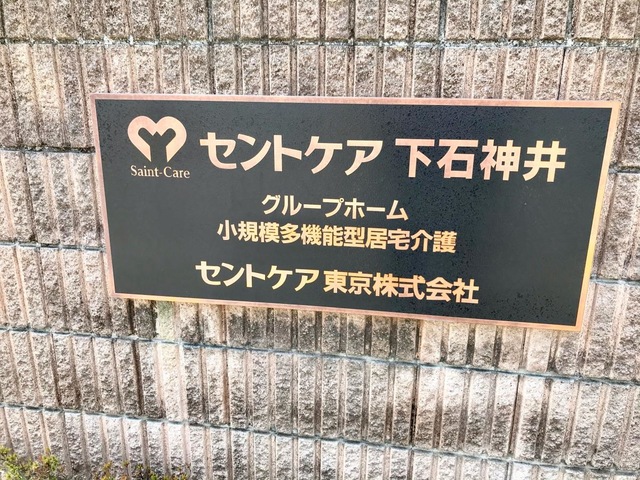 セントケア 下石神井
Saint-Care
グループホーム
小規模多機能型居宅介護
セントケア 東京株式会社